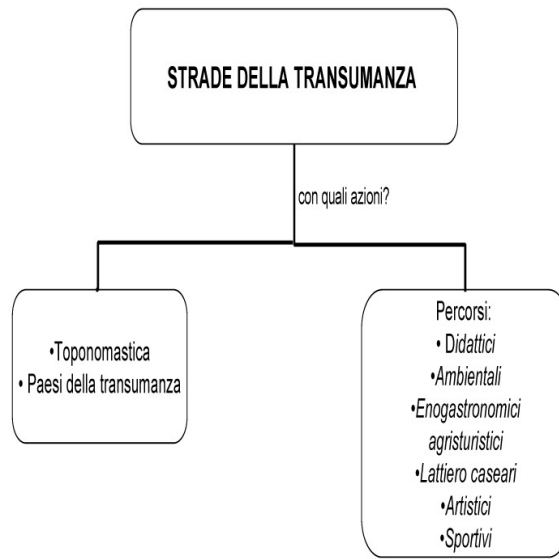 STRADE DELLA TRANSUMANZA
con quali azioni?
•Toponomastica
• Paesi della transumanza
Percorsi:
• Didattici
•Ambientali
•Enogastronomici
agristuristici
•Lattiero caseari
•Artistici
•Sportivi